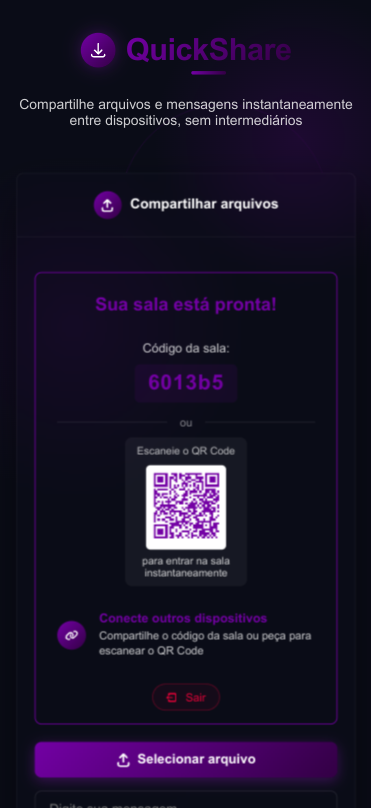 QuickShare
Compartilhe arquivos e mensagens instantaneamente
entre dispositivos, sem intermediários
Compartilhar arquivos
Sua sala está pronta!
Código da sala:
6013b5
ou
Escaneie o QR Code
para entrar na sala
instantaneamente
Conecte outros dispositivos
Compartilhe o código da sala ou peça para
escanear o QR Code
Sair
Selecionar arquivo
Digite sua mensagem